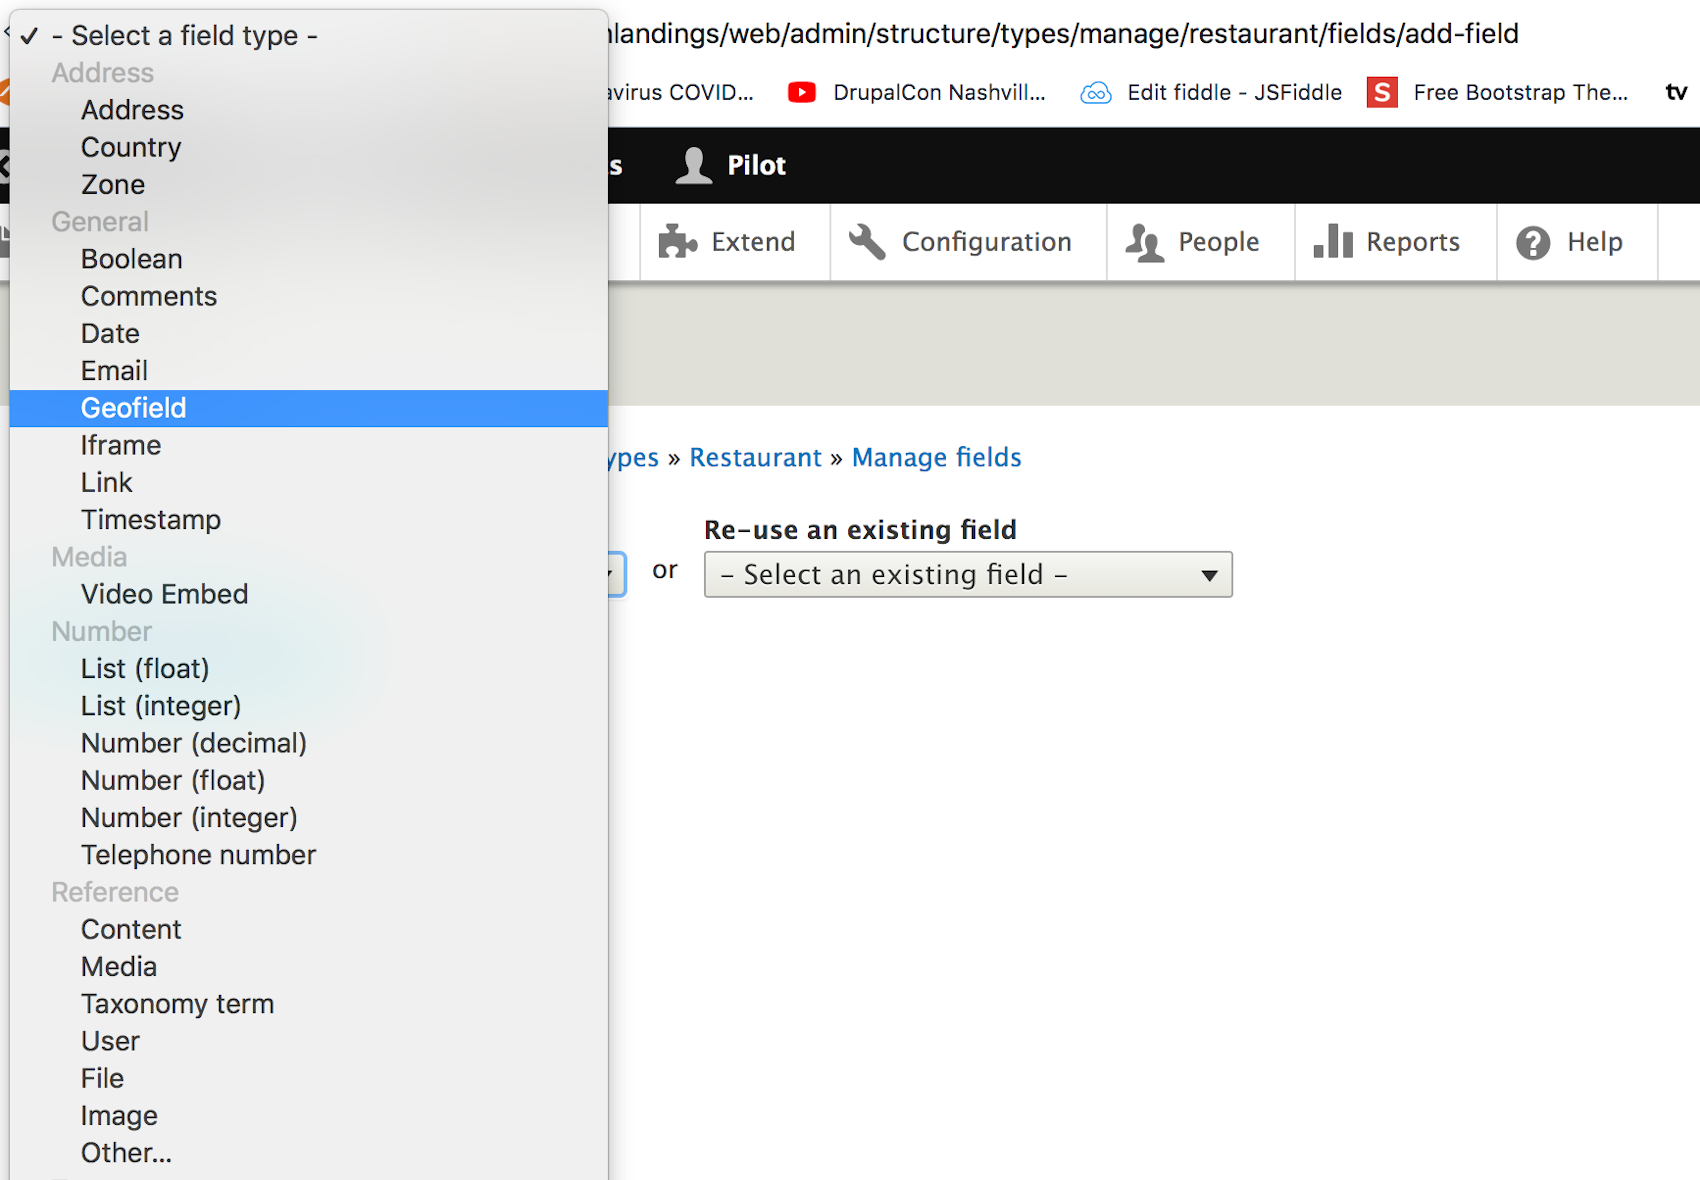 ✓ - Select a field type -
Address
Address
Country
Zone
General
Boolean
Comments
Date
Email
Geofield
Iframe
Link
Timestamp
Media
Video Embed
Number
List (float)
List (integer)
Number (decimal)
Number (float)
Number (integer)
Telephone number
Reference
Content
Media
Taxonomy term
User
File
Image
Other...
landings/web/admin/structure/types/manage/restaurant/fields/add-field
avirus COVID... DrupalCon Nashvill... Edit fiddle - JSFiddle S Free Bootstrap The... tv
s Pilot
Extend Configuration People Reports Help
ypes » Restaurant » Manage fields
Re-use an existing field
or - Select an existing field -